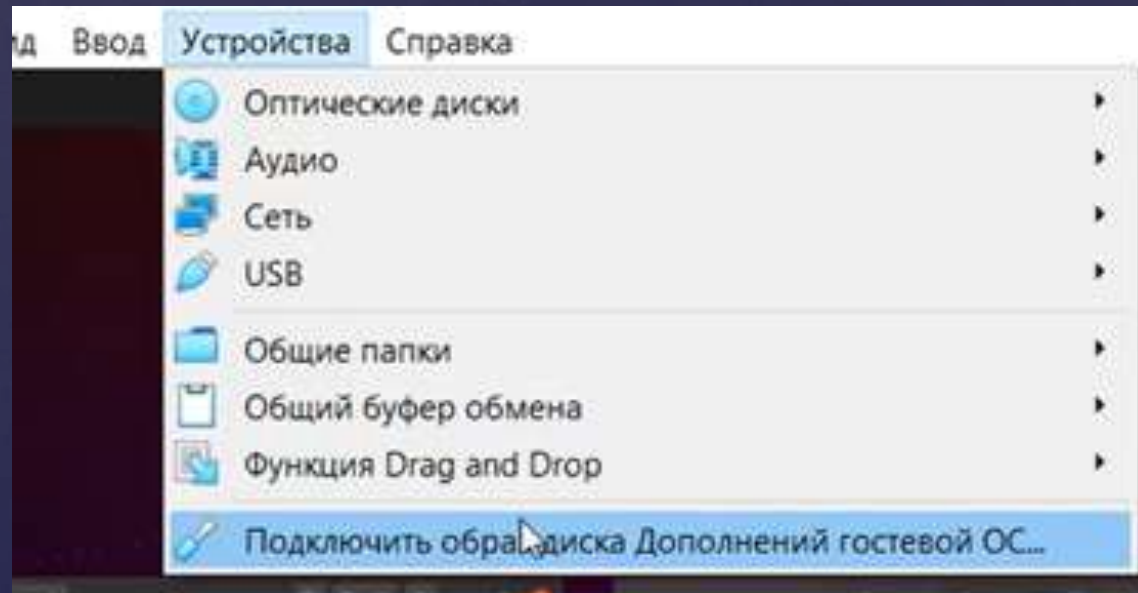 Ввод Устройства Справка
Оптические диски
Аудио
Сеть
USB
Общие папки
Общий буфер обмена
Функция Drag and Drop
Подключить образ диска Дополнений гостевой ОС...